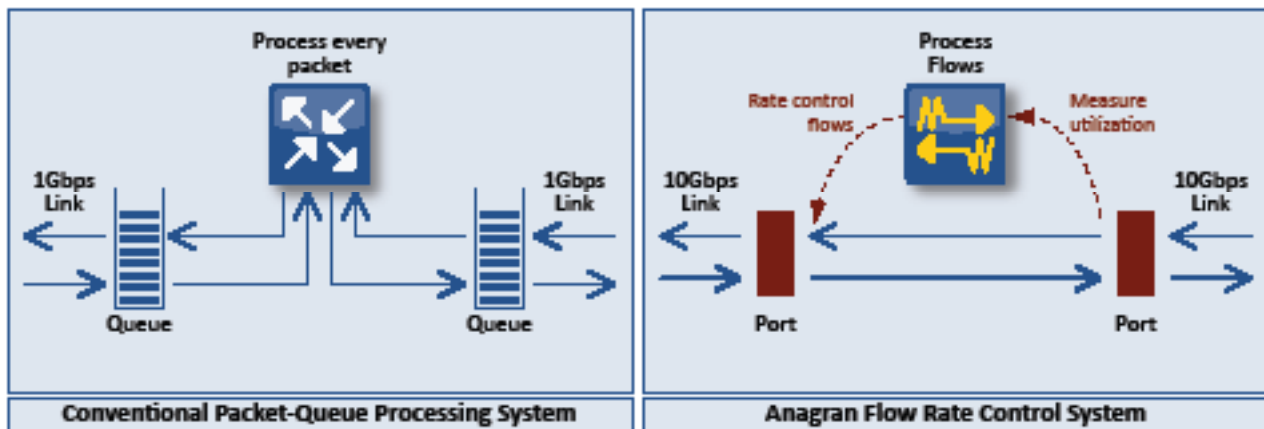 Process every
packet
1Gbps
Link
1Gbps
Link
Queue
Queue
Conventional Packet-Queue Processing System
Process
Flows
Rate control
flows
Measure
utilization
10Gbps
Link
10Gbps
Link
Port
Port
Anagran Flow Rate Control System